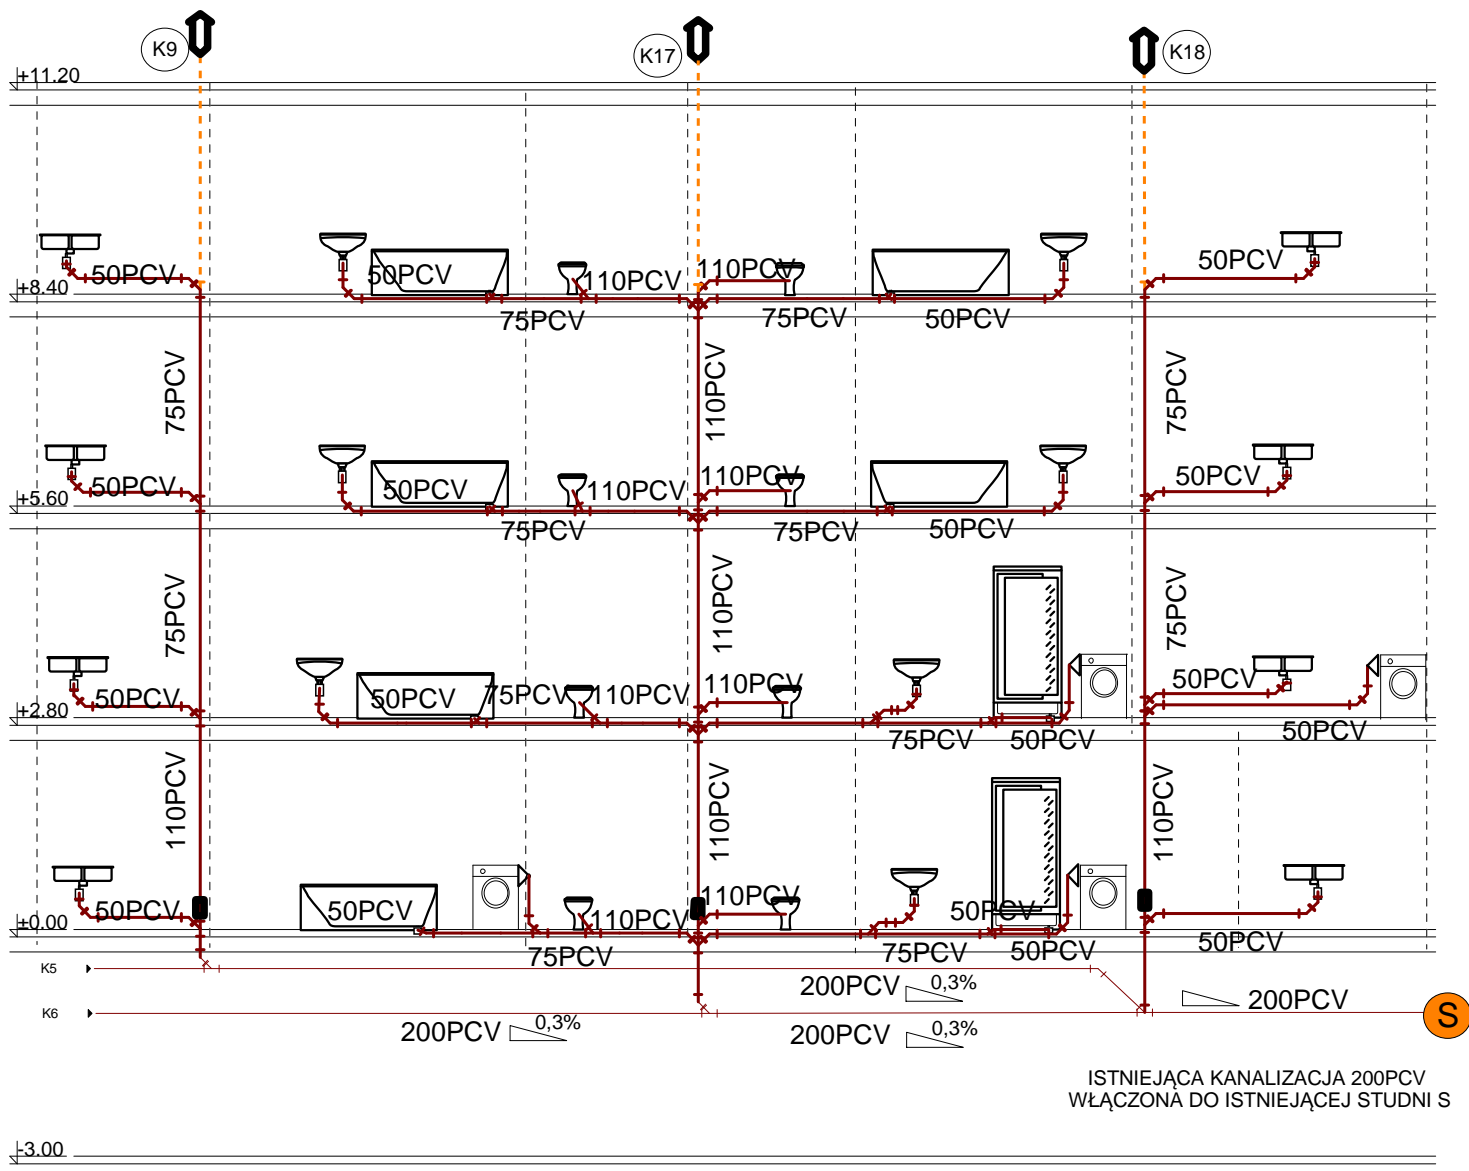 K9
K17
K18
+11.20
50PCV
50PCV
110PCV
110PCV
50PCV
+8.40
75PCV
75PCV
50PCV
75PCV
110PCV
75PCV
50PCV
50PCV
110PCV
110PCV
50PCV
+5.60
75PCV
75PCV
50PCV
75PCV
110PCV
75PCV
50PCV
50PCV
75PCV
110PCV
110PCV
50PCV
+2.80
75PCV
50PCV
50PCV
110PCV
110PCV
110PCV
50PCV
50PCV
110PCV
110PCV
50PCV
±0.00
75PCV
75PCV
50PCV
50PCV
K5
200PCV 0,3%
200PCV
K6
200PCV 0,3%
200PCV 0,3%
S
ISTNIEJĄCA KANALIZACJA 200PCV
WŁĄCZONA DO ISTNIEJĄCEJ STUDNI S
-3.00